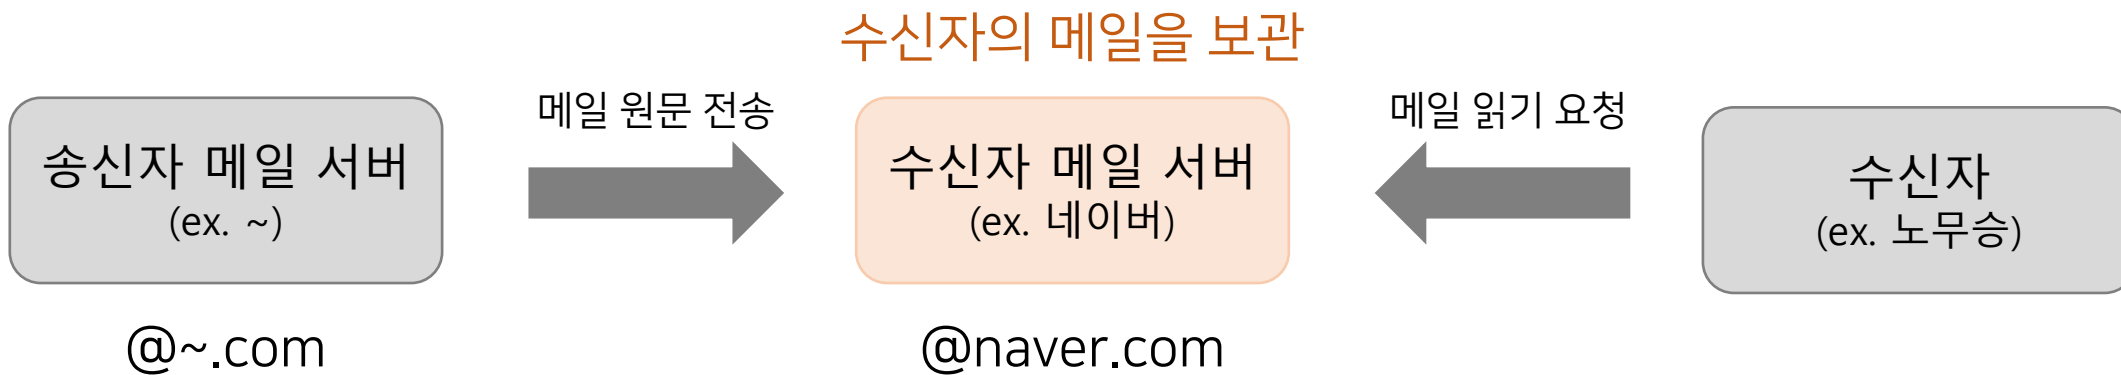 수신자의 메일을 보관
메일 원문 전송
메일 읽기 요청
송신자 메일 서버
(ex. ~)
수신자 메일 서버
(ex. 네이버)
수신자
(ex. 노무승)
@~.com
@naver.com